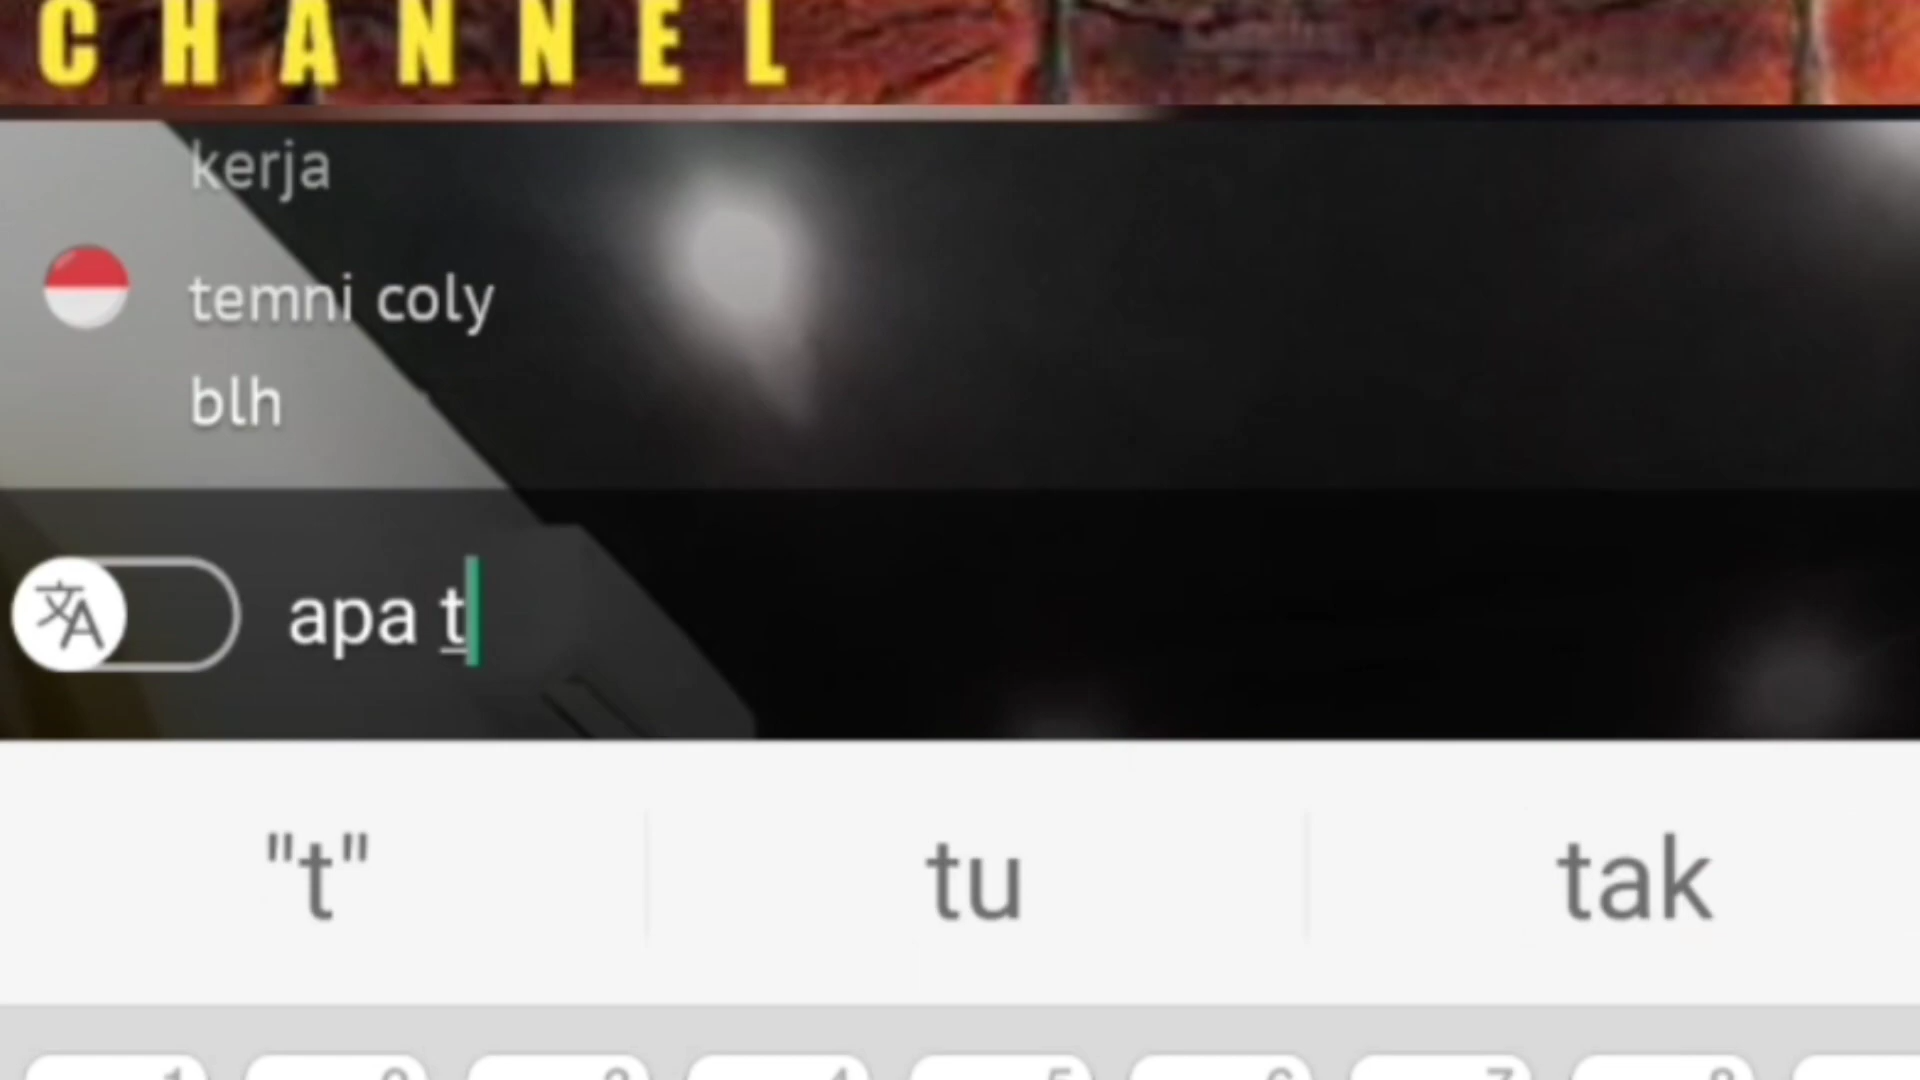 CHANNEL
kerja
temni coly
blh
apa t
"t" tu tak